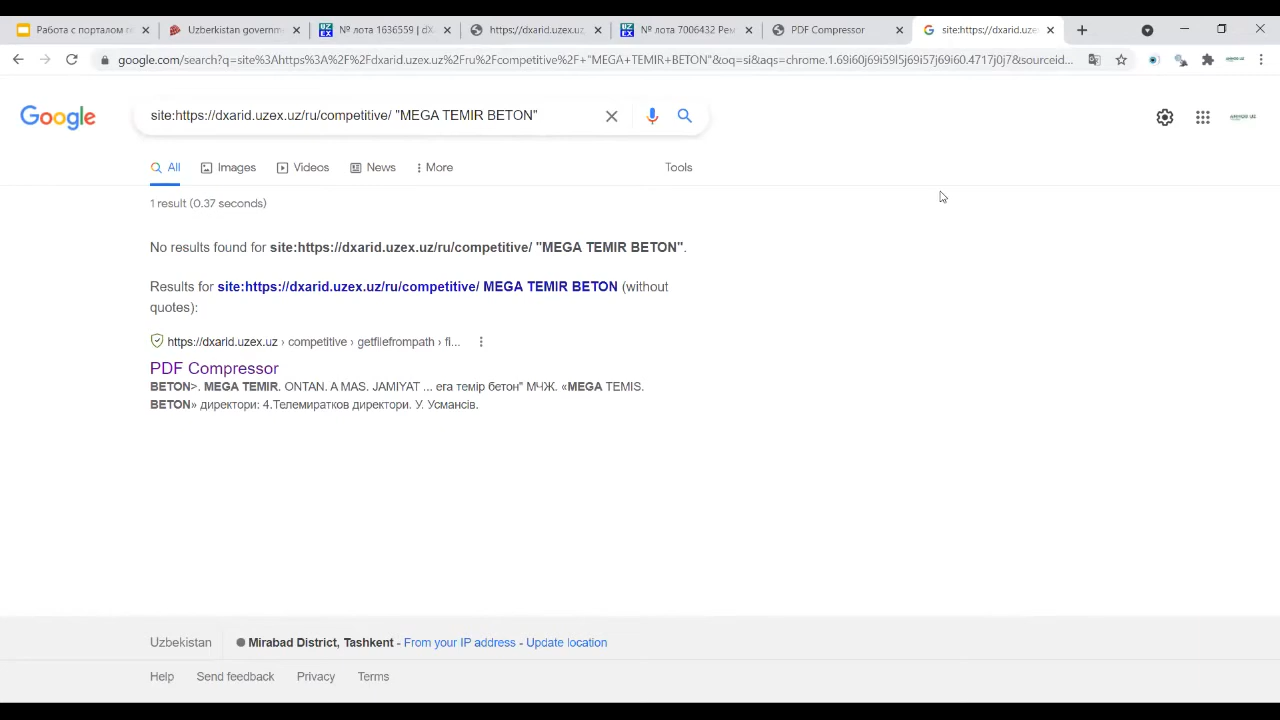 Работа с порталом го
Uzbekistan governm
№ лота 1636559 | dX
https://dxarid.uzex.uz
№ лота 7006432 Рем
PDF Compressor
site:https://dxarid.uze
google.com/search?q=site%3Ahttps%3A%2F%2Fdxarid.uzex.uz%2Fru%2Fcompetitive%2F+"MEGA+TEMIR+BETON"&oq=si&aqs=chrome.1.69i60j69i59l5j69i57j69i60.4717j0j7&sourceid...
Google
site:https://dxarid.uzex.uz/ru/competitive/ "MEGA TEMIR BETON"
All Images Videos News More Tools
1 result (0.37 seconds)
No results found for site:https://dxarid.uzex.uz/ru/competitive/ "MEGA TEMIR BETON".
Results for site:https://dxarid.uzex.uz/ru/competitive/ MEGA TEMIR BETON (without
quotes):
https://dxarid.uzex.uz › competitive › getfilefrompath › fi...
PDF Compressor
BETON>. MEGA TEMIR. ONTAN. A MAS. JAMIYAT ... ега темір бетон" МЧЖ. «MEGA TEMIS.
BETON» директори: 4.Телемиратков директори. У. Усмансів.
Uzbekistan Mirabad District, Tashkent - From your IP address - Update location
Help Send feedback Privacy Terms